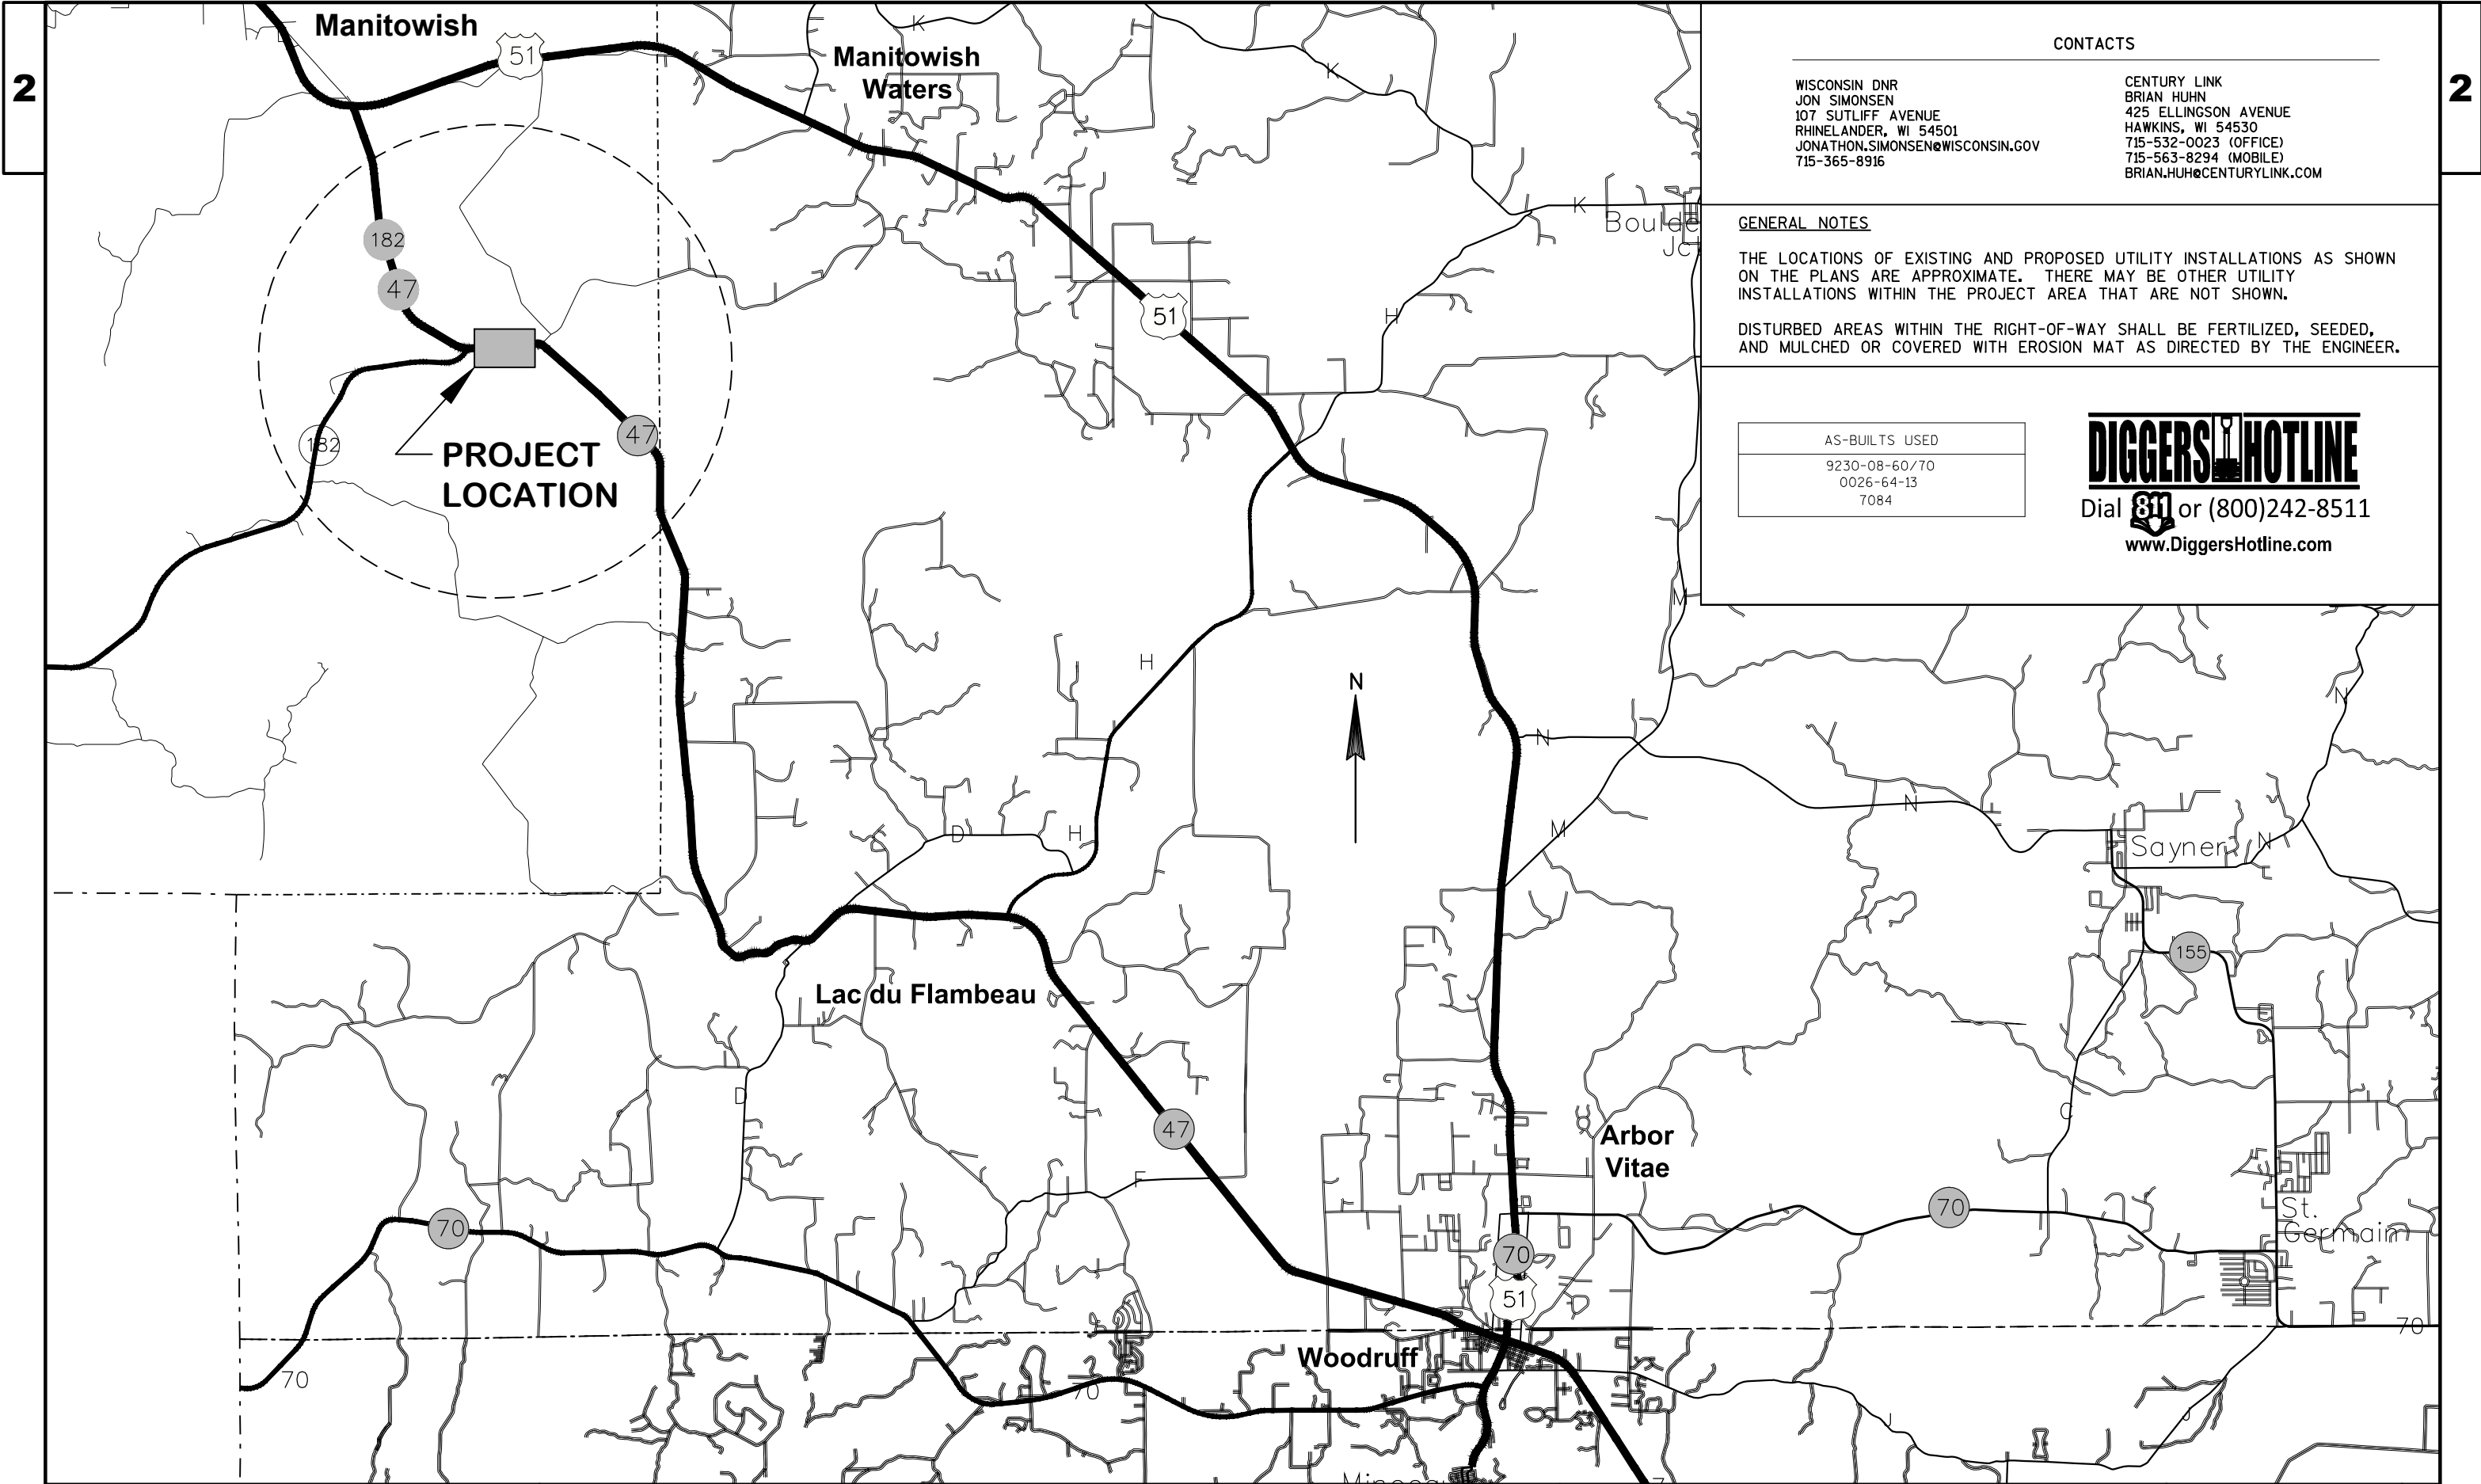 2
2
Manitowish
51
Manitowish
Waters
K
K
K
Boulde
Jct
182
47
182
47
PROJECT
LOCATION
51
H
CONTACTS
WISCONSIN DNR
JON SIMONSEN
107 SUTLIFF AVENUE
RHINELANDER, WI 54501
JONATHON.SIMONSEN@WISCONSIN.GOV
715-365-8916
CENTURY LINK
BRIAN HUHN
425 ELLINGSON AVENUE
HAWKINS, WI 54530
715-532-0023 (OFFICE)
715-563-8294 (MOBILE)
BRIAN.HUH@CENTURYLINK.COM
GENERAL NOTES
THE LOCATIONS OF EXISTING AND PROPOSED UTILITY INSTALLATIONS AS SHOWN
ON THE PLANS ARE APPROXIMATE. THERE MAY BE OTHER UTILITY
INSTALLATIONS WITHIN THE PROJECT AREA THAT ARE NOT SHOWN.
DISTURBED AREAS WITHIN THE RIGHT-OF-WAY SHALL BE FERTILIZED, SEEDED,
AND MULCHED OR COVERED WITH EROSION MAT AS DIRECTED BY THE ENGINEER.
AS-BUILTS USED
9230-08-60/70
0026-64-13
7084
DIGGERS HOTLINE
Dial 811 or (800)242-8511
www.DiggersHotline.com
M
H
N
N
N
N
D
H
M
Sayner
N
155
Lac du Flambeau
D
47
C
Arbor
Vitae
F
70
70
70
St.
Germain
51
70
Woodruff
70
70
J
J